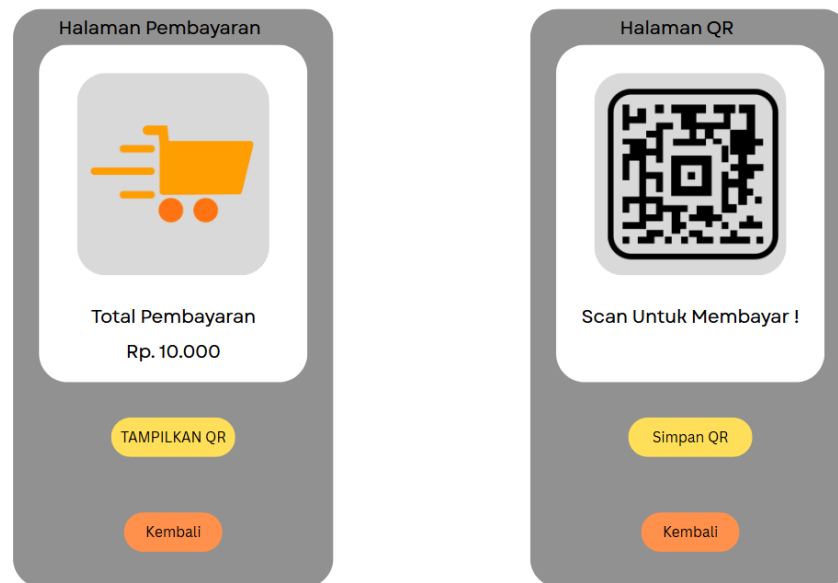 Halaman Pembayaran
Total Pembayaran
Rp. 10.000
TAMPILKAN QR
Kembali
Halaman QR
Scan Untuk Membayar !
Simpan QR
Kembali